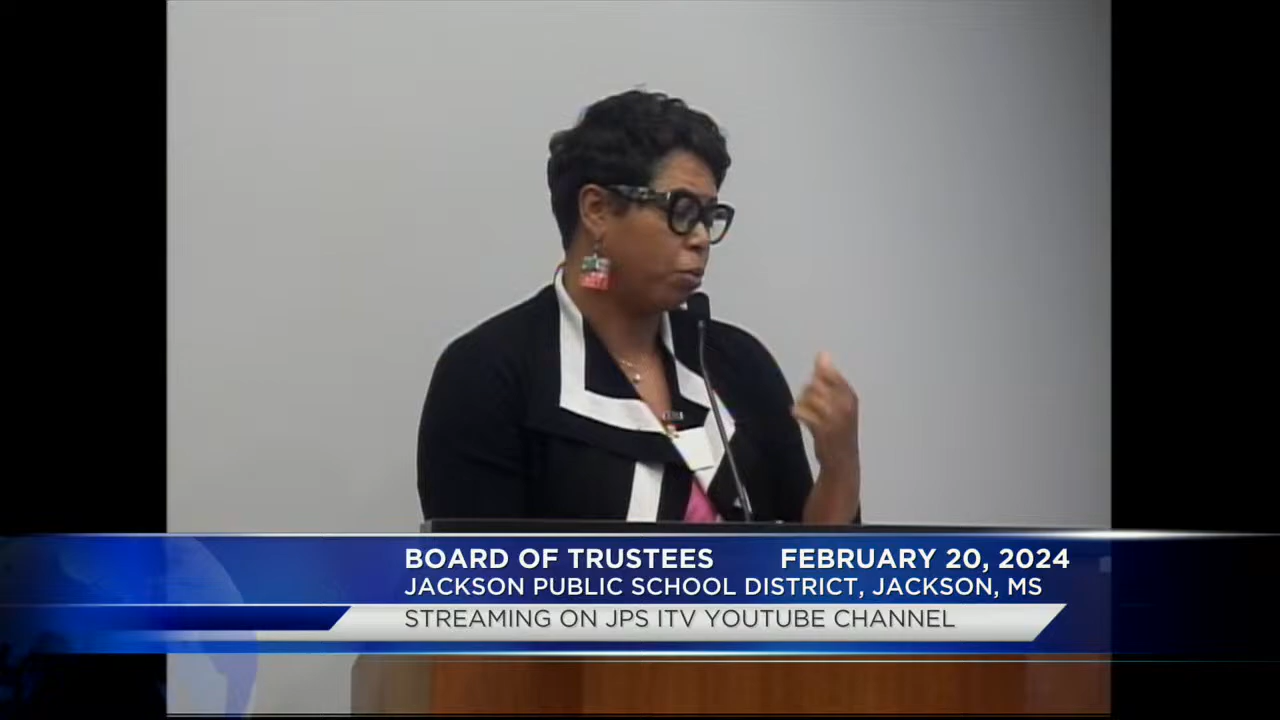 BOARD OF TRUSTEES FEBRUARY 20, 2024
JACKSON PUBLIC SCHOOL DISTRICT, JACKSON, MS
STREAMING ON JPS ITV YOUTUBE CHANNEL